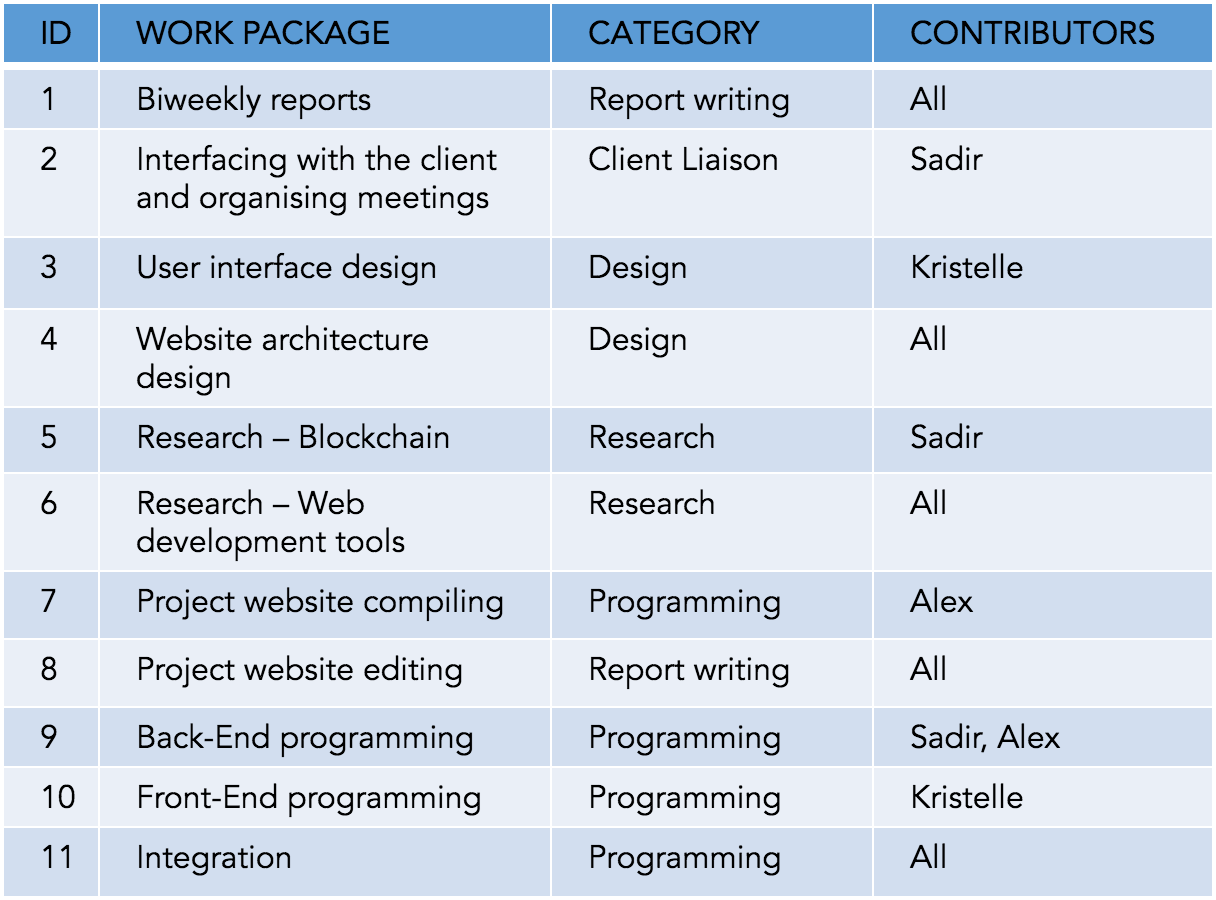 ID WORK PACKAGE CATEGORY CONTRIBUTORS
1 Biweekly reports Report writing All
2 Interfacing with the client Client Liaison Sadir
and organising meetings
3 User interface design Design Kristelle
4 Website architecture Design All
design
5 Research – Blockchain Research Sadir
6 Research – Web Research All
development tools
7 Project website compiling Programming Alex
8 Project website editing Report writing All
9 Back-End programming Programming Sadir, Alex
10 Front-End programming Programming Kristelle
11 Integration Programming All